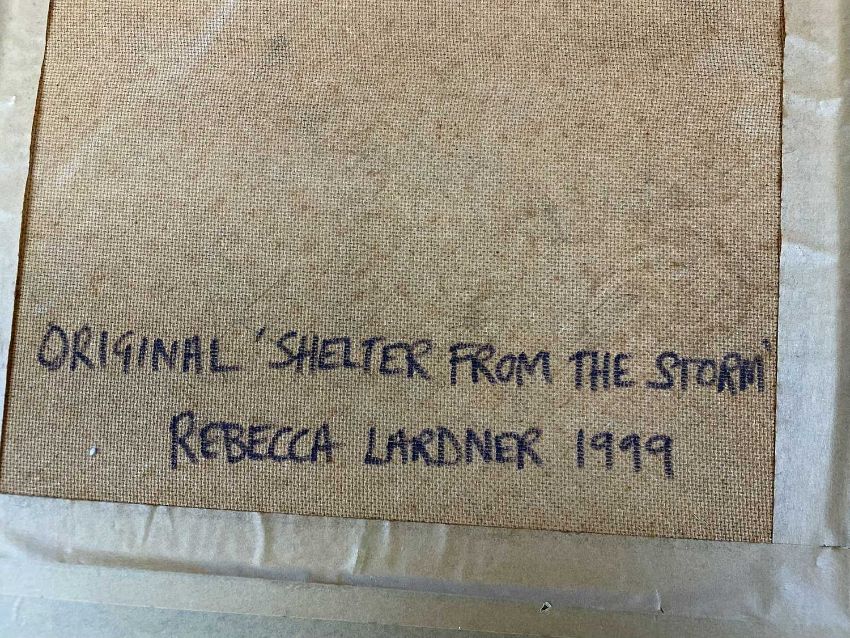 ORIGINAL 'SHELTER FROM THE STORM'
REBECCA LARDNER 1999